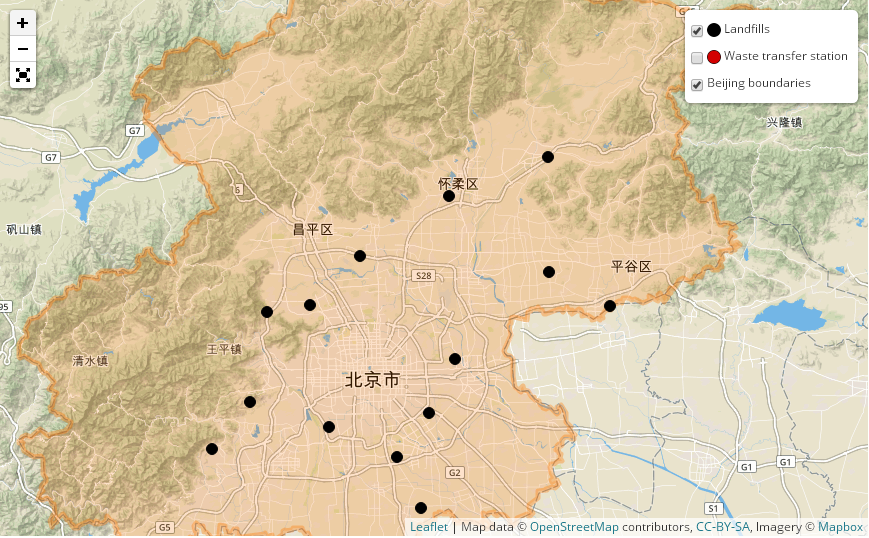 +
−
Landfills
Waste transfer station
Beijing boundaries
G7
G7
兴隆镇
怀柔区
6
矾山镇
昌平区
平谷区
S28
95
王平镇
清水镇
北京市
G2
G1
G1
S1
G5
Leaflet | Map data © OpenStreetMap contributors, CC-BY-SA, Imagery © Mapbox